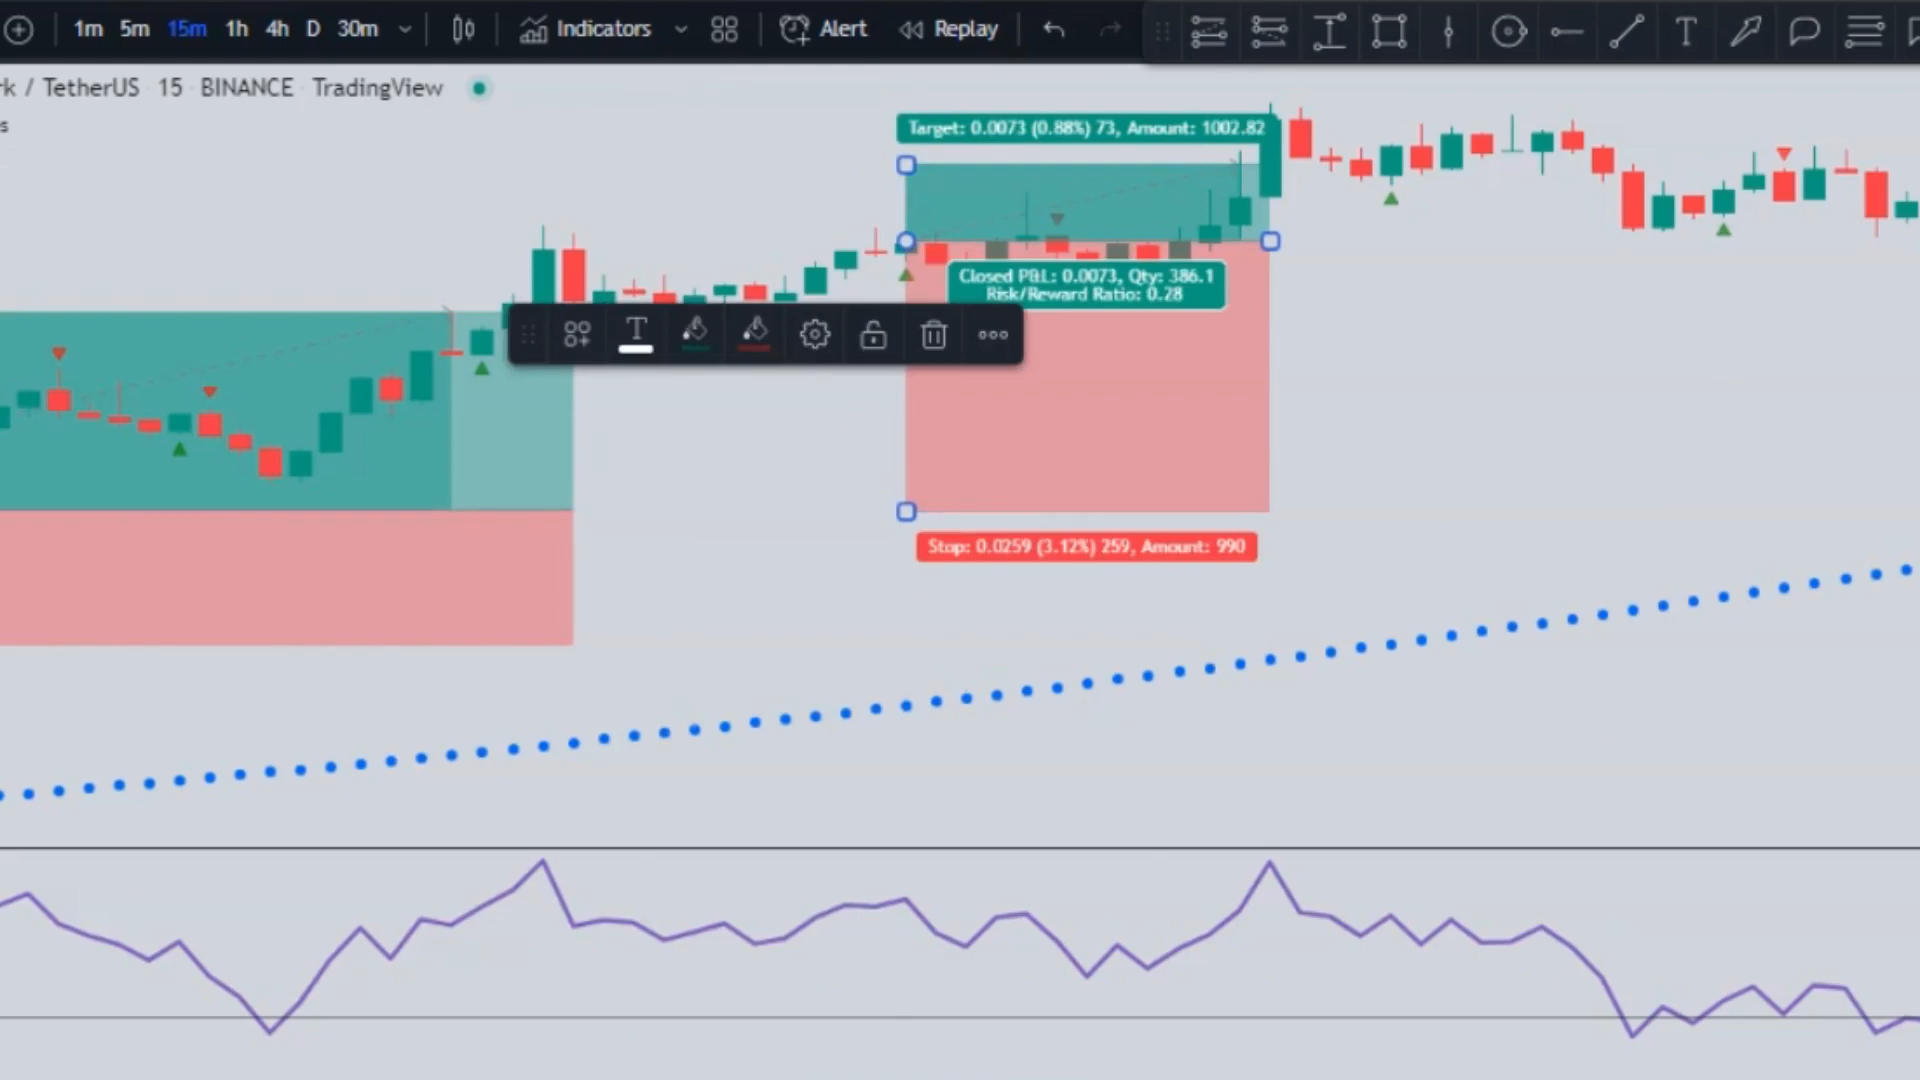 1m 5m 15m 1h 4h D 30m Indicators Alert Replay T
rk / TetherUS 15 BINANCE TradingView
s
Target: 0.0073 (0.88%) 73, Amount: 1002.82
Closed P&L: 0.0073, Qty: 386.1
Risk/Reward Ratio: 0.28
T
Stop: 0.0259 (3.12%) 259, Amount: 990